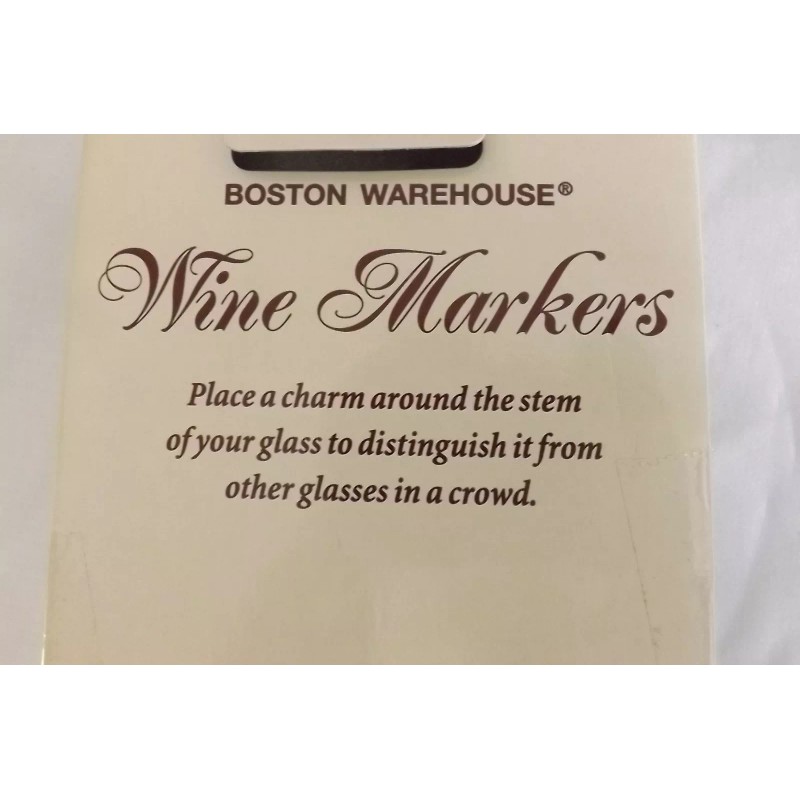 BOSTON WAREHOUSE®
Wine Markers
Place a charm around the stem
of your glass to distinguish it from
other glasses in a crowd.